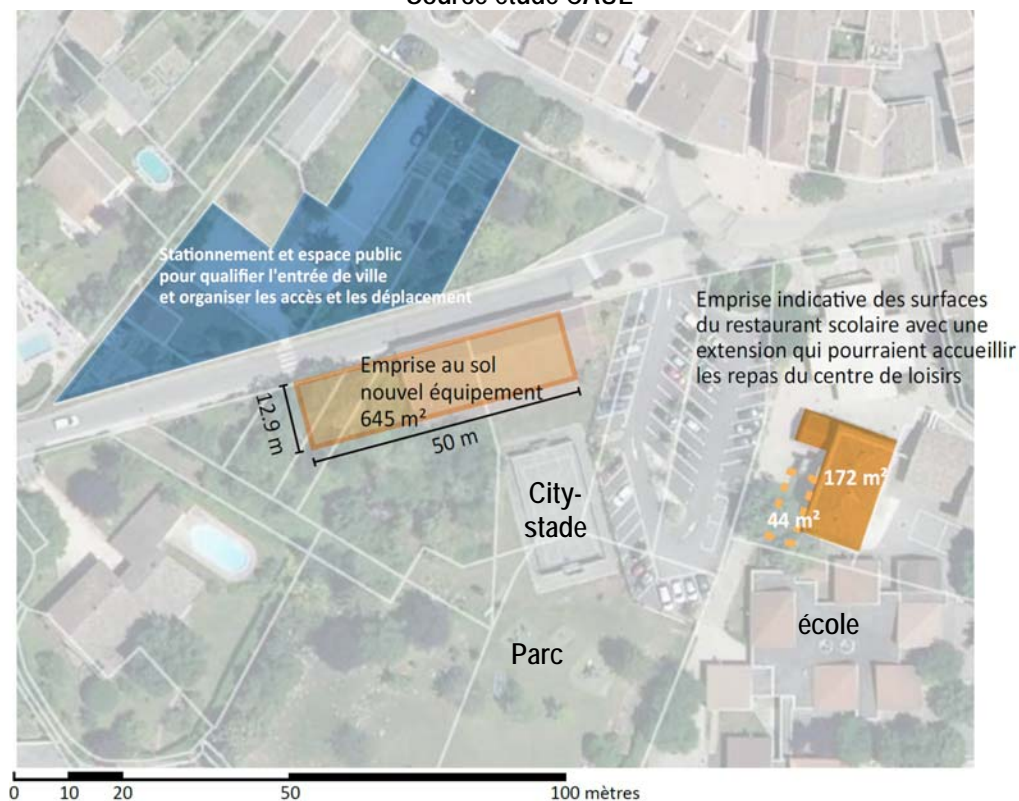 Source étude CAUE
Stationnement et espace public
pour qualifier l'entrée de ville
et organiser les accès et les déplacement
Emprise indicative des surfaces
du restaurant scolaire avec une
extension qui pourraient accueillir
les repas du centre de loisirs
Emprise au sol
nouvel équipement
645 m²
12.9 m
50 m
City-
stade
172 m²
44 m²
école
Parc
0 10 20 50 100 mètres